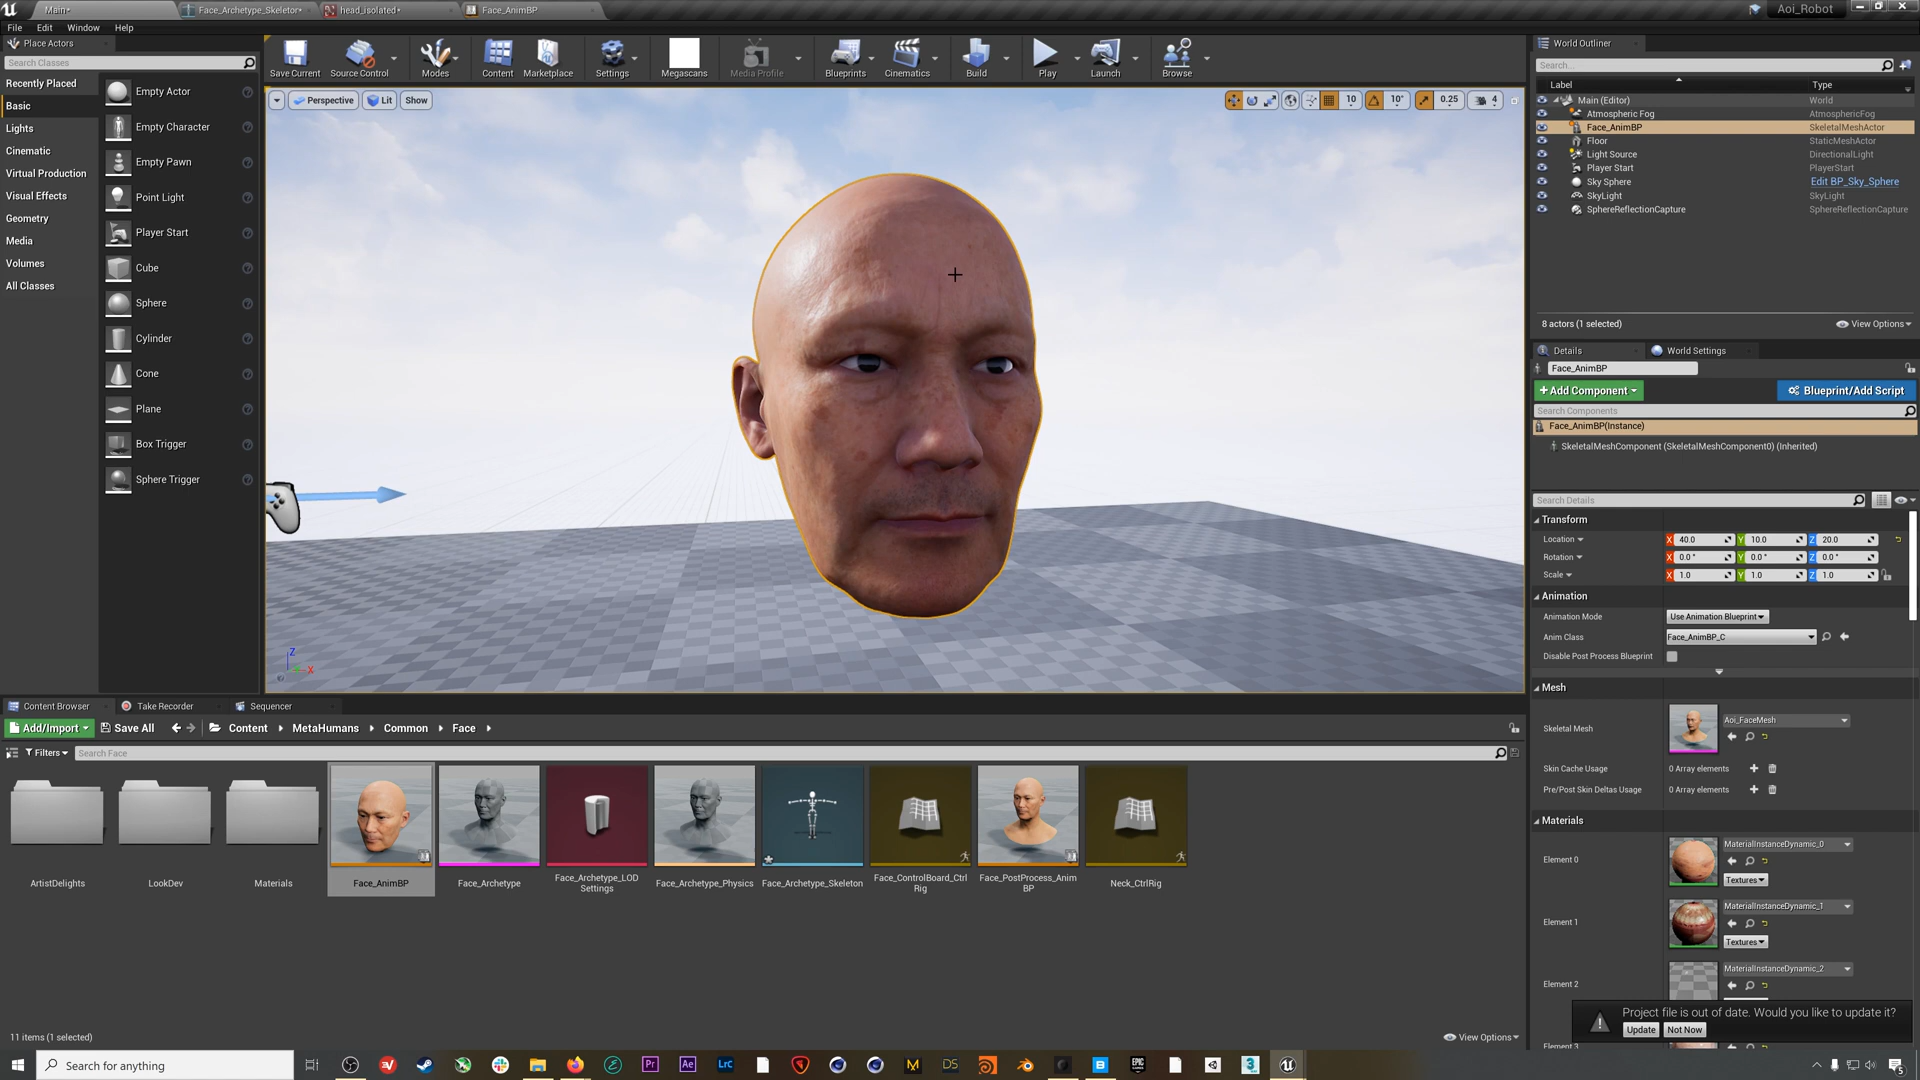 Main*
Face_Archetype_Skeleton*
head_isolated*
Face_AnimBP
Aoi_Robot
File Edit Window Help
Place Actors
Search Classes
Recently Placed
Basic
Lights
Cinematic
Virtual Production
Visual Effects
Geometry
Media
Volumes
All Classes
Empty Actor
Empty Character
Empty Pawn
Point Light
Player Start
Cube
Sphere
Cylinder
Cone
Plane
Box Trigger
Sphere Trigger
Save Current
Source Control
Modes
Content
Marketplace
Settings
Megascans
Media Profile
Blueprints
Cinematics
Build
Play
Launch
Browse
Perspective Lit Show
10 10° 0.25 4
Z
X
World Outliner
Search...
Label Type
Main (Editor) World
Atmospheric Fog AtmosphericFog
Face_AnimBP SkeletalMeshActor
Floor StaticMeshActor
Light Source DirectionalLight
Player Start PlayerStart
Sky Sphere Edit BP_Sky_Sphere
SkyLight SkyLight
SphereReflectionCapture SphereReflectionCapture
8 actors (1 selected) View Options
Details World Settings
Face_AnimBP
+Add Component Blueprint/Add Script
Search Components
Face_AnimBP(Instance)
SkeletalMeshComponent (SkeletalMeshComponent0) (Inherited)
Search Details
Transform
Location X 40.0 Y 10.0 Z 20.0
Rotation X 0.0 ° Y 0.0 ° Z 0.0 °
Scale X 1.0 Y 1.0 Z 1.0
Animation
Animation Mode Use Animation Blueprint
Anim Class Face_AnimBP_C
Disable Post Process Blueprint
Mesh
Skeletal Mesh Aoi_FaceMesh
Skin Cache Usage 0 Array elements
Pre/Post Skin Deltas Usage 0 Array elements
Materials
Element 0 MaterialInstanceDynamic_0
Textures
Element 1 MaterialInstanceDynamic_1
Textures
Element 2 MaterialInstanceDynamic_2
Element 3
Project file is out of date. Would you like to update it?
Update Not Now
Content Browser Take Recorder Sequencer
Add/Import Save All Content MetaHumans Common Face
Filters Search Face
ArtistDelights
LookDev
Materials
Face_AnimBP
Face_Archetype
Face_Archetype_LOD
Settings
Face_Archetype_Physics
Face_Archetype_Skeleton
Face_ControlBoard_Ctrl
Rig
Face_PostProcess_Anim
BP
Neck_CtrlRig
11 items (1 selected) View Options
Search for anything
Pr Ae Lrc DS
EPIC
GAMES
3
5